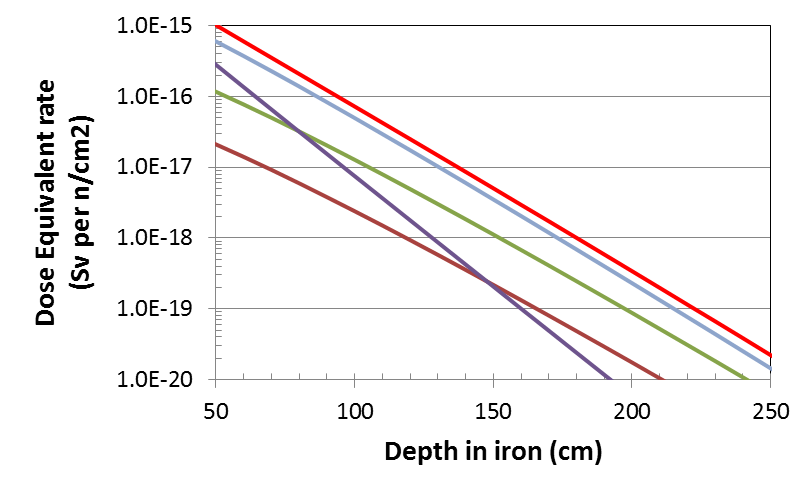 Dose Equivalent rate
(Sv per n/cm2)
1.0E-15
1.0E-16
1.0E-17
1.0E-18
1.0E-19
1.0E-20
50 100 150 200 250
Depth in iron (cm)